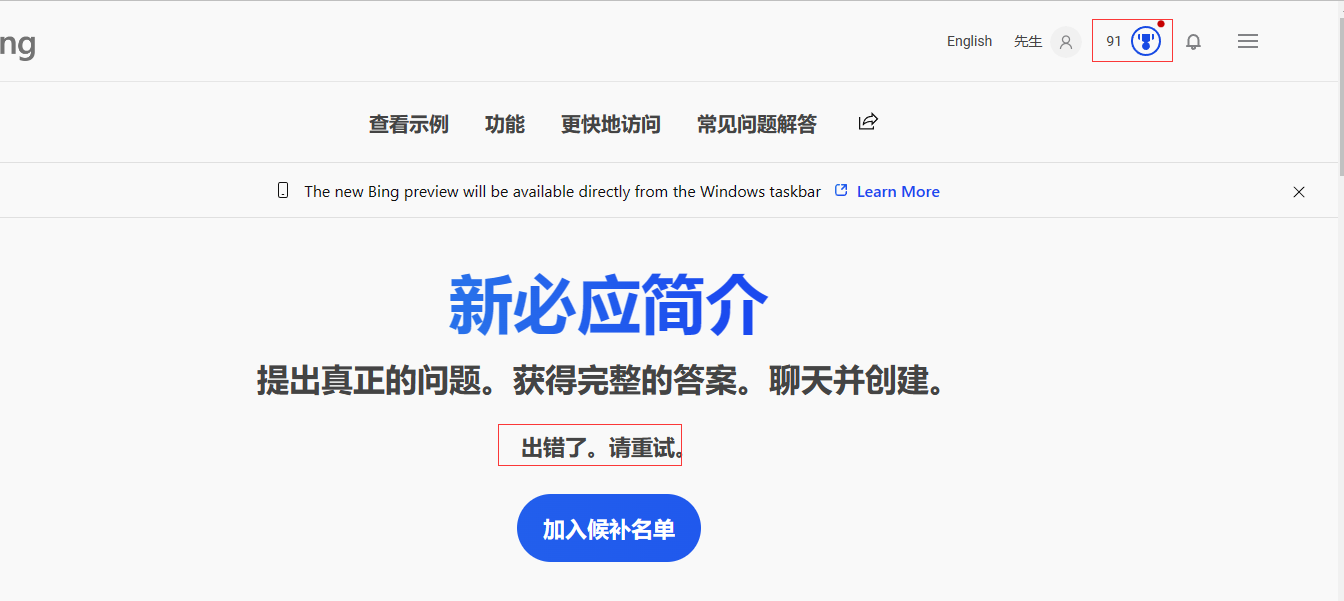 ng
English 先生 91
查看示例 功能 更快地访问 常见问题解答
The new Bing preview will be available directly from the Windows taskbar Learn More
新必应简介
提出真正的问题。获得完整的答案。聊天并创建。
出错了。请重试。
加入候补名单